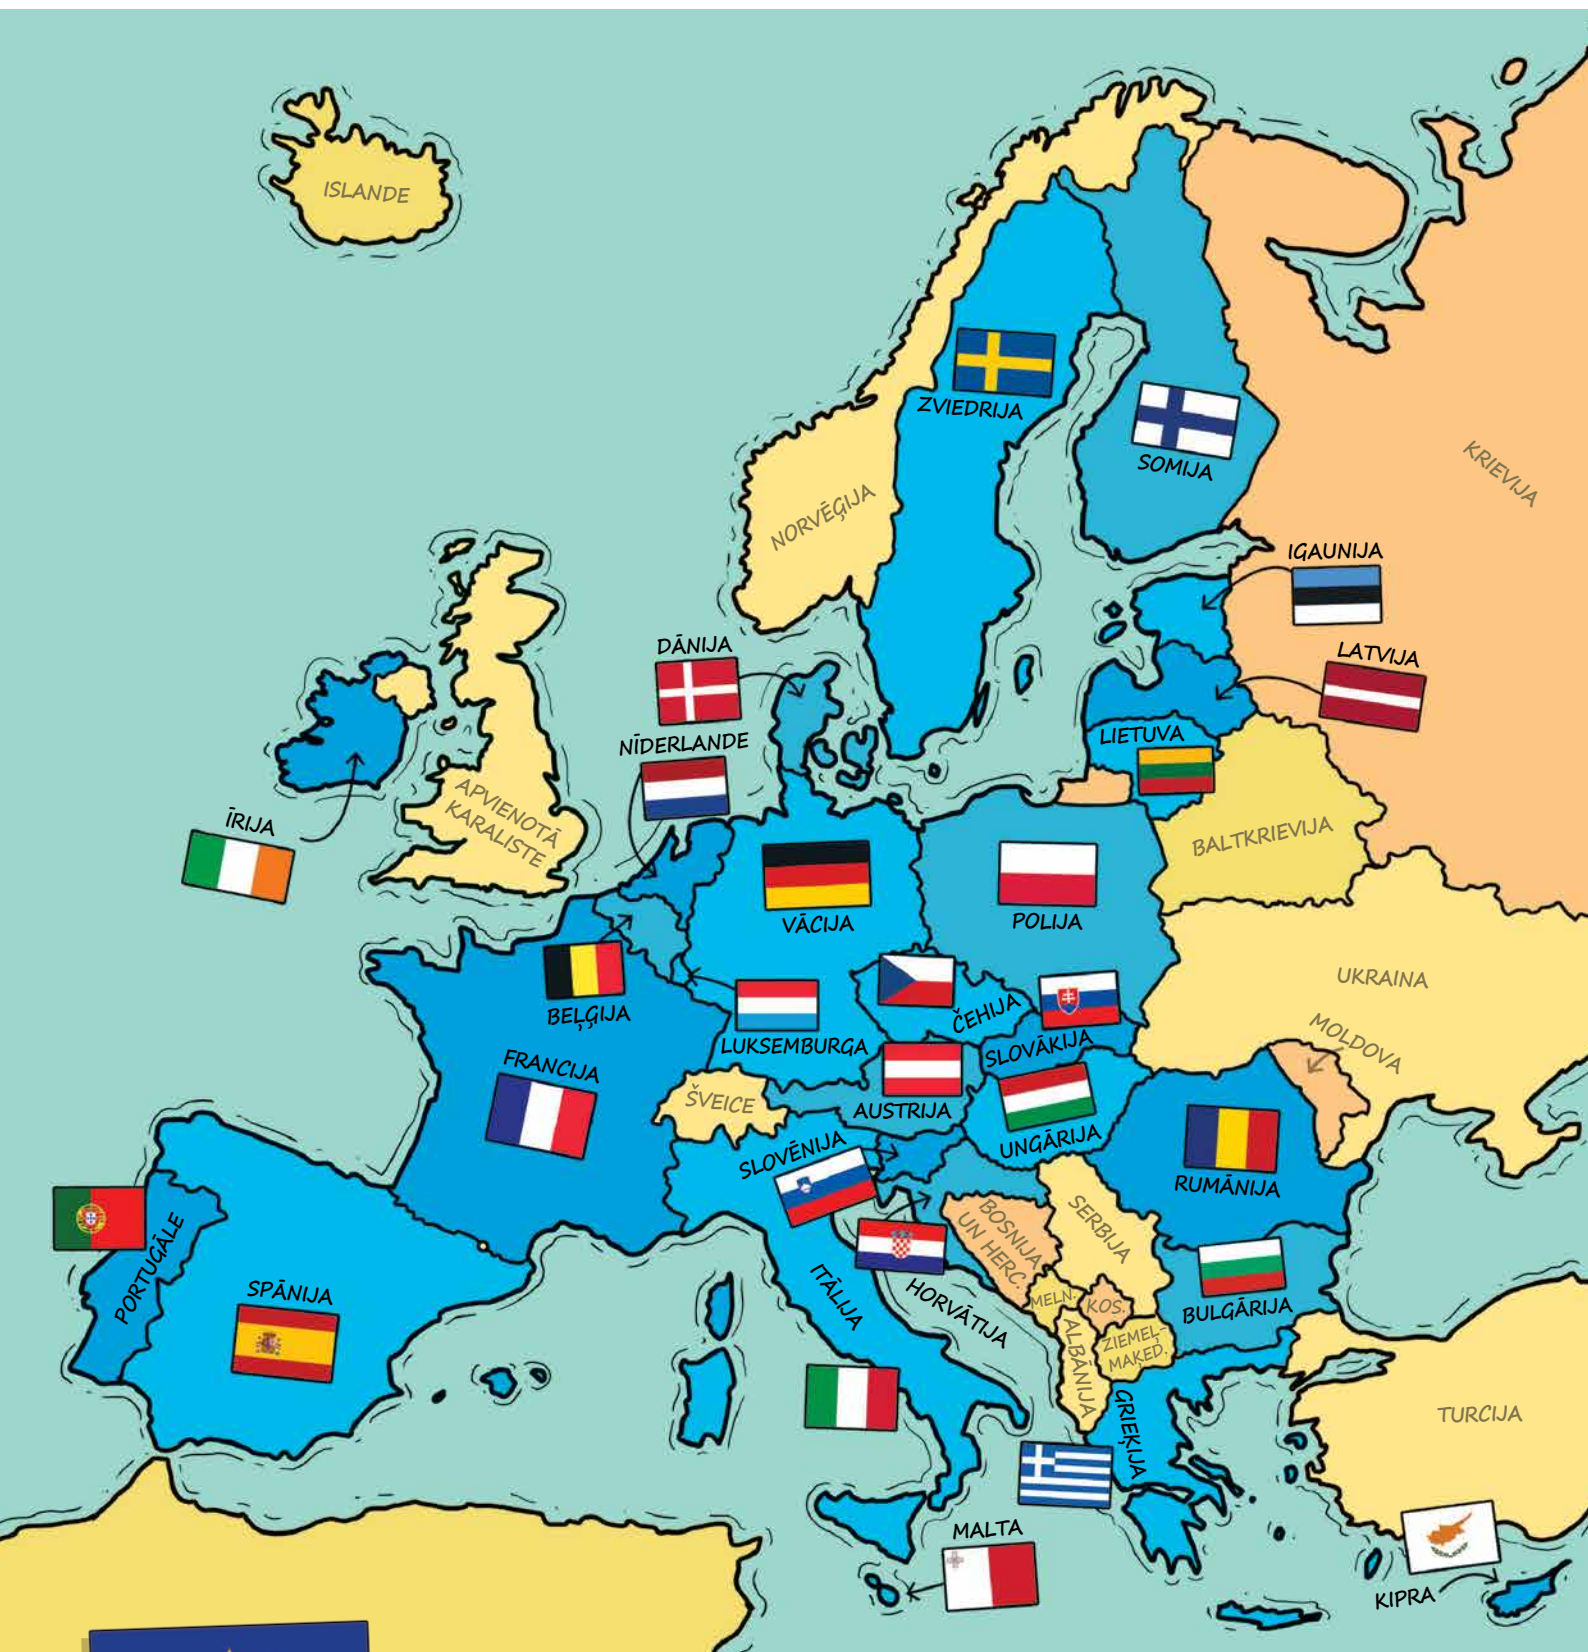 ISLANDE
ZVIEDRIJA
SOMIJA
KRIEVIJA
NORVĒĢIJA
IGAUNIJA
DĀNIJA
LATVIJA
NĪDERLANDE
LIETUVA
APVIENOTĀ
KARALISTE
ĪRIJA
BALTKRIEVIJA
VĀCIJA
POLIJA
UKRAINA
BEĻĢIJA
ČEHIJA
MOLDOVA
LUKSEMBURGA
SLOVĀKIJA
FRANCIJA
ŠVEICE
AUSTRIJA
UNGĀRIJA
SLOVĒNIJA
RUMĀNIJA
BOSNIJA
UN HERC.
SERBIJA
PORTUGĀLE
SPĀNIJA
ITĀLIJA
HORVĀTIJA
MELN.
KOS.
BULGĀRIJA
ALBĀNIJA
ZIEMEĻ-
MAĶED.
GRIEĶIJA
TURCIJA
MALTA
KIPRA